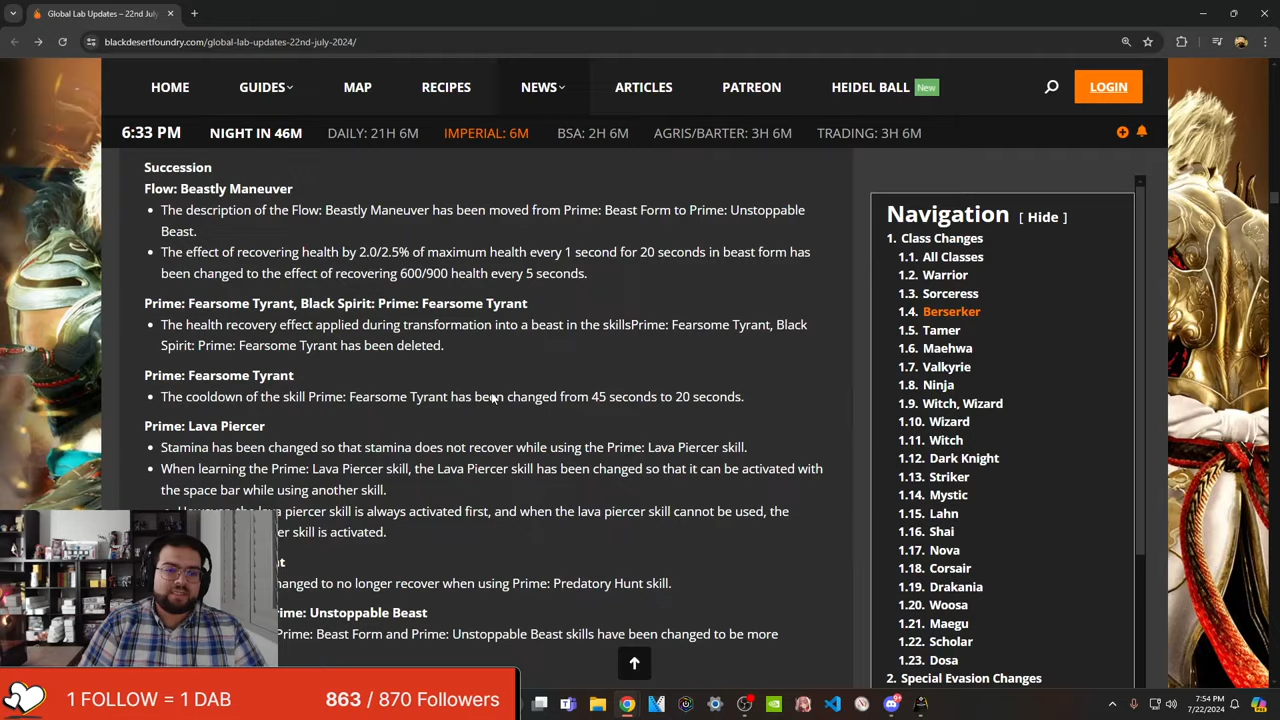 Global Lab Updates – 22nd July
blackdesertfoundry.com/global-lab-updates-22nd-july-2024/
HOME GUIDES MAP RECIPES NEWS ARTICLES PATREON HEIDEL BALL New LOGIN
6:33 PM NIGHT IN 46M DAILY: 21H 6M IMPERIAL: 6M BSA: 2H 6M AGRIS/BARTER: 3H 6M TRADING: 3H 6M
Succession
Flow: Beastly Maneuver
The description of the Flow: Beastly Maneuver has been moved from Prime: Beast Form to Prime: Unstoppable
Beast.
The effect of recovering health by 2.0/2.5% of maximum health every 1 second for 20 seconds in beast form has
been changed to the effect of recovering 600/900 health every 5 seconds.
Prime: Fearsome Tyrant, Black Spirit: Prime: Fearsome Tyrant
The health recovery effect applied during transformation into a beast in the skillsPrime: Fearsome Tyrant, Black
Spirit: Prime: Fearsome Tyrant has been deleted.
Prime: Fearsome Tyrant
The cooldown of the skill Prime: Fearsome Tyrant has been changed from 45 seconds to 20 seconds.
Prime: Lava Piercer
Stamina has been changed so that stamina does not recover while using the Prime: Lava Piercer skill.
When learning the Prime: Lava Piercer skill, the Lava Piercer skill has been changed so that it can be activated with
the space bar while using another skill.
piercer skill is always activated first, and when the lava piercer skill cannot be used, the
er skill is activated.
nt
hanged to no longer recover when using Prime: Predatory Hunt skill.
rime: Unstoppable Beast
Prime: Beast Form and Prime: Unstoppable Beast skills have been changed to be more
Navigation [ Hide ]
1. Class Changes
1.1. All Classes
1.2. Warrior
1.3. Sorceress
1.4. Berserker
1.5. Tamer
1.6. Maehwa
1.7. Valkyrie
1.8. Ninja
1.9. Witch, Wizard
1.10. Wizard
1.11. Witch
1.12. Dark Knight
1.13. Striker
1.14. Mystic
1.15. Lahn
1.16. Shai
1.17. Nova
1.18. Corsair
1.19. Drakania
1.20. Woosa
1.21. Maegu
1.22. Scholar
1.23. Dosa
2. Special Evasion Changes
1 FOLLOW = 1 DAB 863 / 870 Followers
7:54 PM
7/22/2024